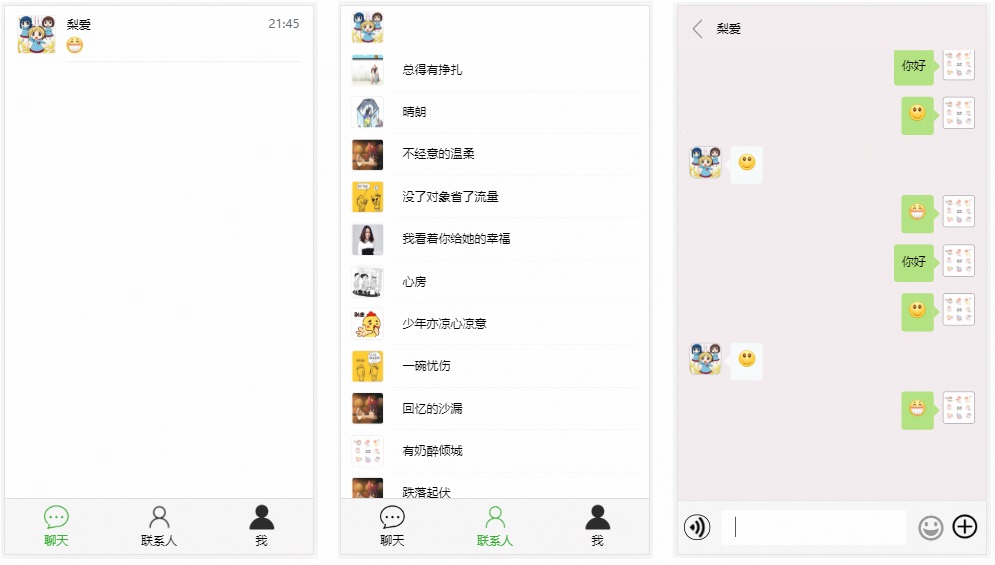 梨爱
21:45
聊天
联系人
我
总得有挣扎
晴朗
不经意的温柔
没了对象省了流量
我看着你给她的幸福
心房
少年亦凉心凉意
一碗忧伤
回忆的沙漏
有奶醉倾城
跌落起伏
聊天
联系人
我
梨爱
你好
你好